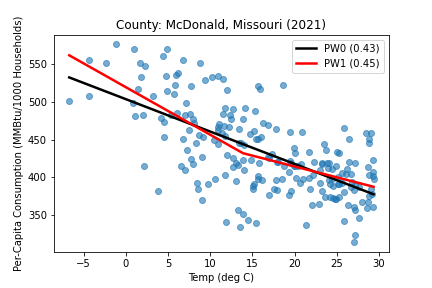 County: McDonald, Missouri (2021)
PW0 (0.43)
PW1 (0.45)
Per-Capita Consumption (MMBtu/1000 Households)
550
500
450
400
350
−5
0
5
10
15
20
25
30
Temp (deg C)